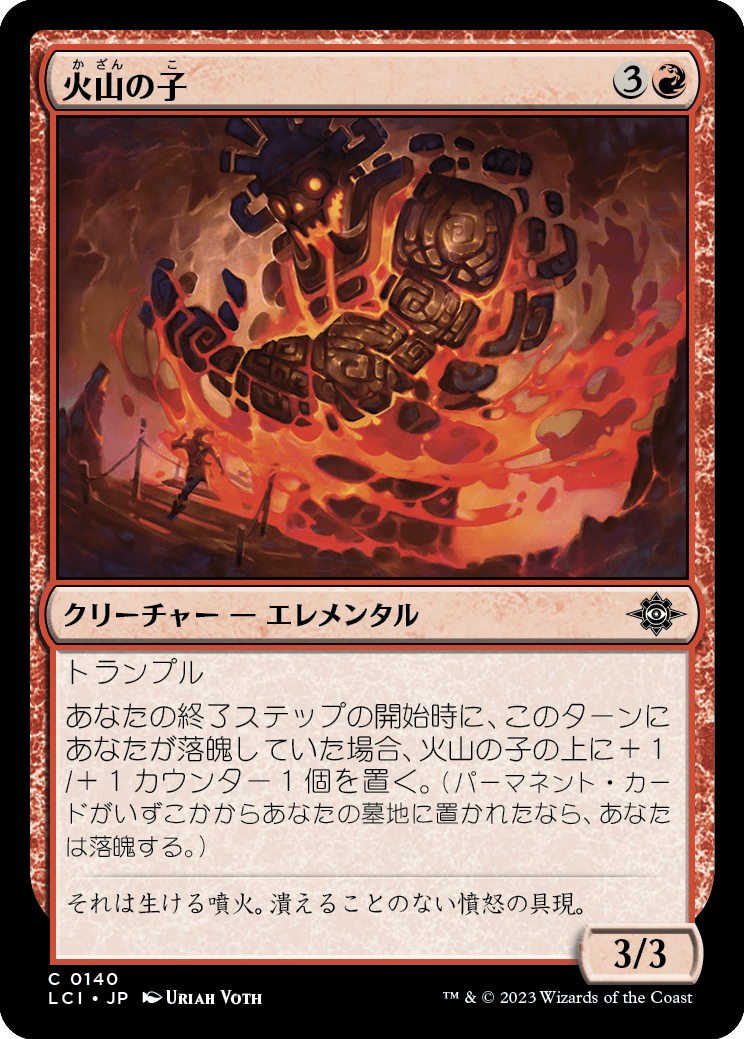 火山の子
かざん こ
3
クリーチャー — エレメンタル
トランプル
あなたの終了ステップの開始時に、このターンに
あなたが落魄していた場合、火山の子の上に＋１
/＋１カウンター１個を置く。（パーマネント・カー
ドがいずこかからあなたの墓地に置かれたなら、あなた
は落魄する。）
それは生ける噴火。潰えることのない憤怒の具現。
3/3
C 0140
LCI • JP Uriah Voth
™ & © 2023 Wizards of the Coast